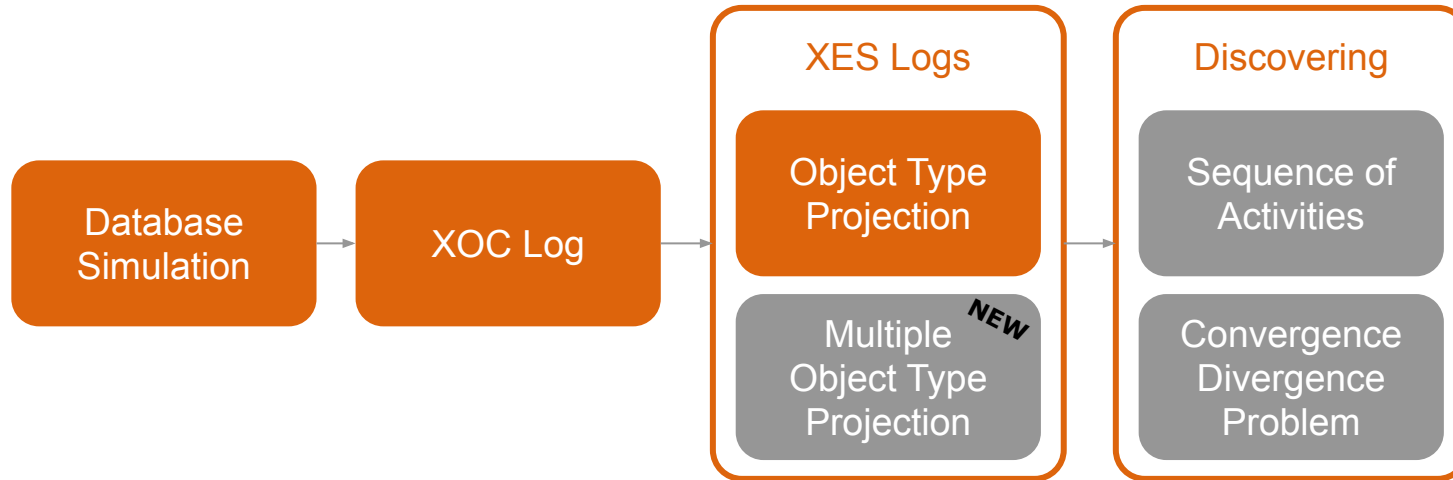 Database
Simulation
XOC Log
XES Logs
Object Type
Projection
NEW
Multiple
Object Type
Projection
Discovering
Sequence of
Activities
Convergence
Divergence
Problem